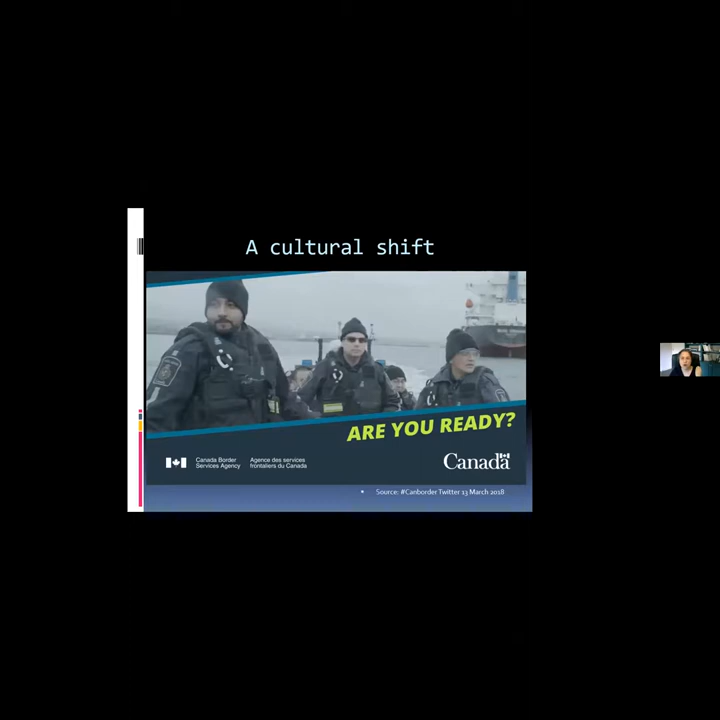 A cultural shift
ARE YOU READY?
Canada Border
Services Agency
Agence des services
frontaliers du Canada
Canada
• Source: #Canborder Twitter 13 March 2018